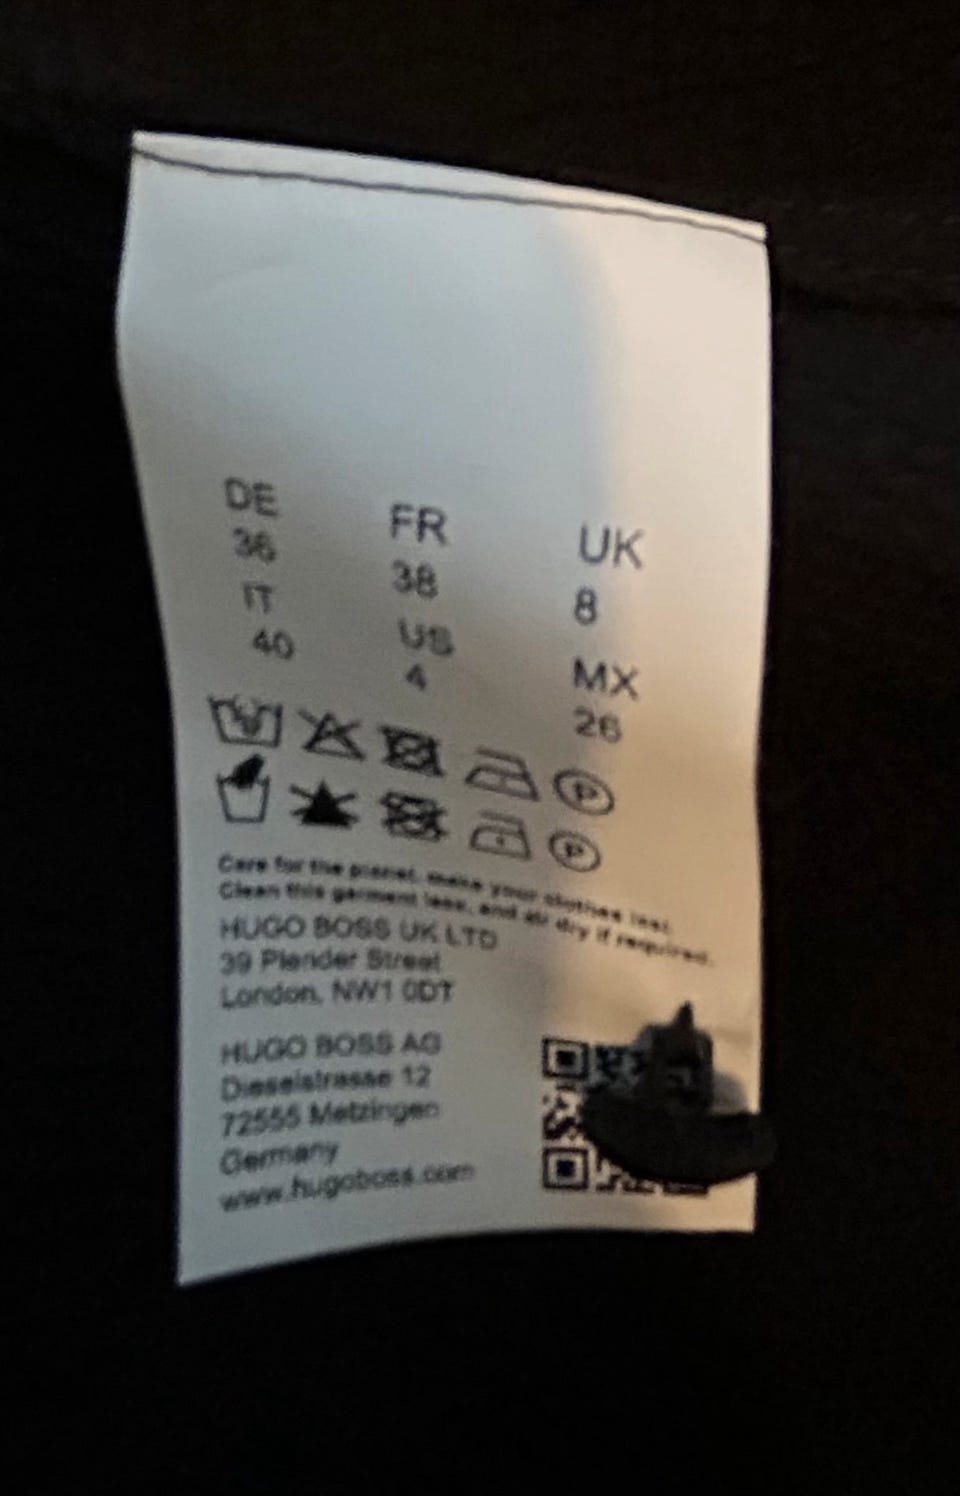 DE FR UK
36 38 8
IT US MX
40 4 26
P
P
Care for the planet, make your clothes last.
Clean this garment less, and air dry if required.
HUGO BOSS UK LTD
39 Plender Street
London, NW1 0DT
HUGO BOSS AG
Dieselstrasse 12
72555 Metzingen
Germany
www.hugoboss.com